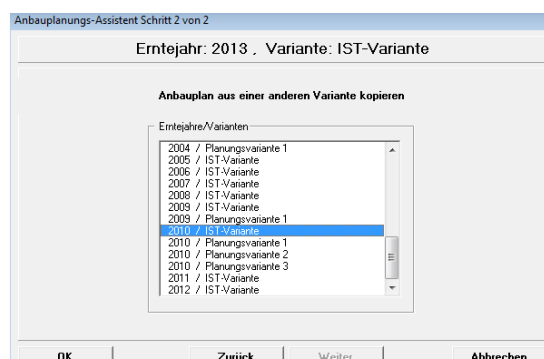 Anbauplanungs-Assistent Schritt 2 von 2
Erntejahr: 2013 , Variante: IST-Variante
Anbauplan aus einer anderen Variante kopieren
Erntejahre/Varianten
2004 / Planungsvariante 1
2005 / IST-Variante
2006 / IST-Variante
2007 / IST-Variante
2008 / IST-Variante
2009 / IST-Variante
2009 / Planungsvariante 1
2010 / IST-Variante
2010 / Planungsvariante 1
2010 / Planungsvariante 2
2010 / Planungsvariante 3
2011 / IST-Variante
2012 / IST-Variante
OK Zurück Weiter Abbrechen